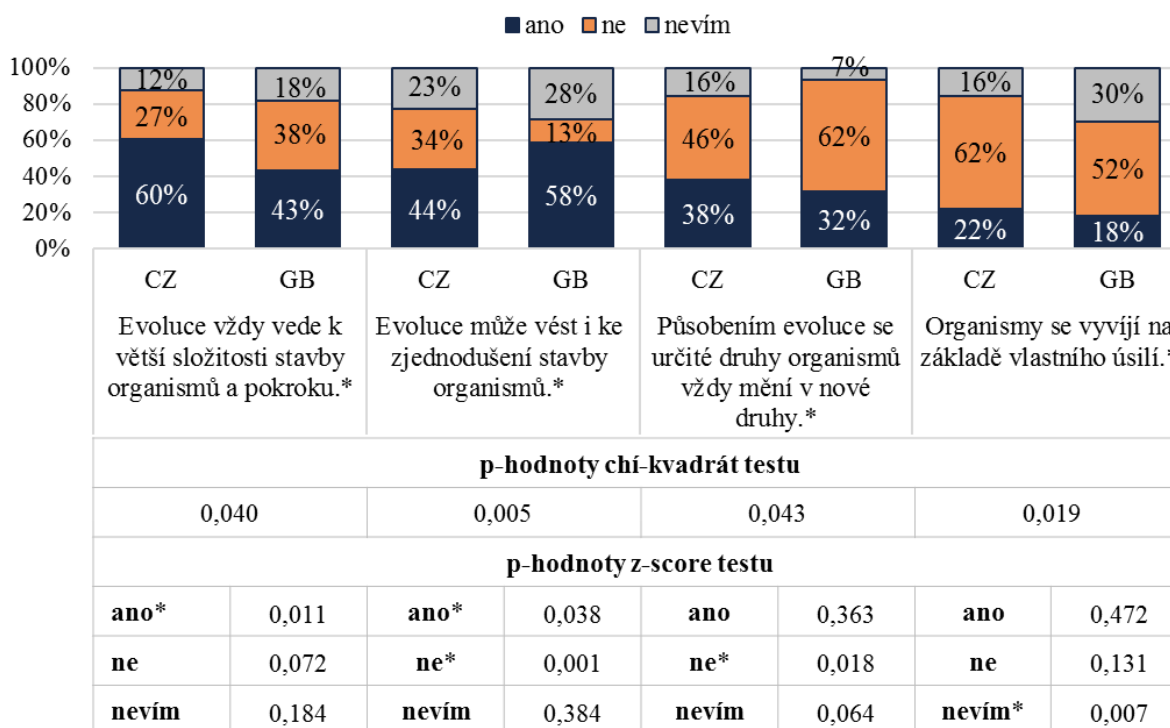 ano ne nevím
100%
80%
60%
40%
20%
0%
12% 18% 23% 28% 16% 7% 16% 30%
27% 38% 34% 13% 46% 62% 62% 52%
60% 43% 44% 58% 38% 32% 22% 18%
CZ GB CZ GB CZ GB CZ GB
Evoluce vždy vede k
větší složitosti stavby
organismů a pokroku.*
Evoluce může vést i ke
zjednodušení stavby
organismů.*
Působením evoluce se
určité druhy organismů
vždy mění v nové
druhy.*
Organismy se vyvíjí na
základě vlastního úsilí.*
p-hodnoty chí-kvadrát testu
0,040 0,005 0,043 0,019
p-hodnoty z-score testu
ano* 0,011 ano* 0,038 ano 0,363 ano 0,472
ne 0,072 ne* 0,001 ne* 0,018 ne 0,131
nevím 0,184 nevím 0,384 nevím 0,064 nevím* 0,007